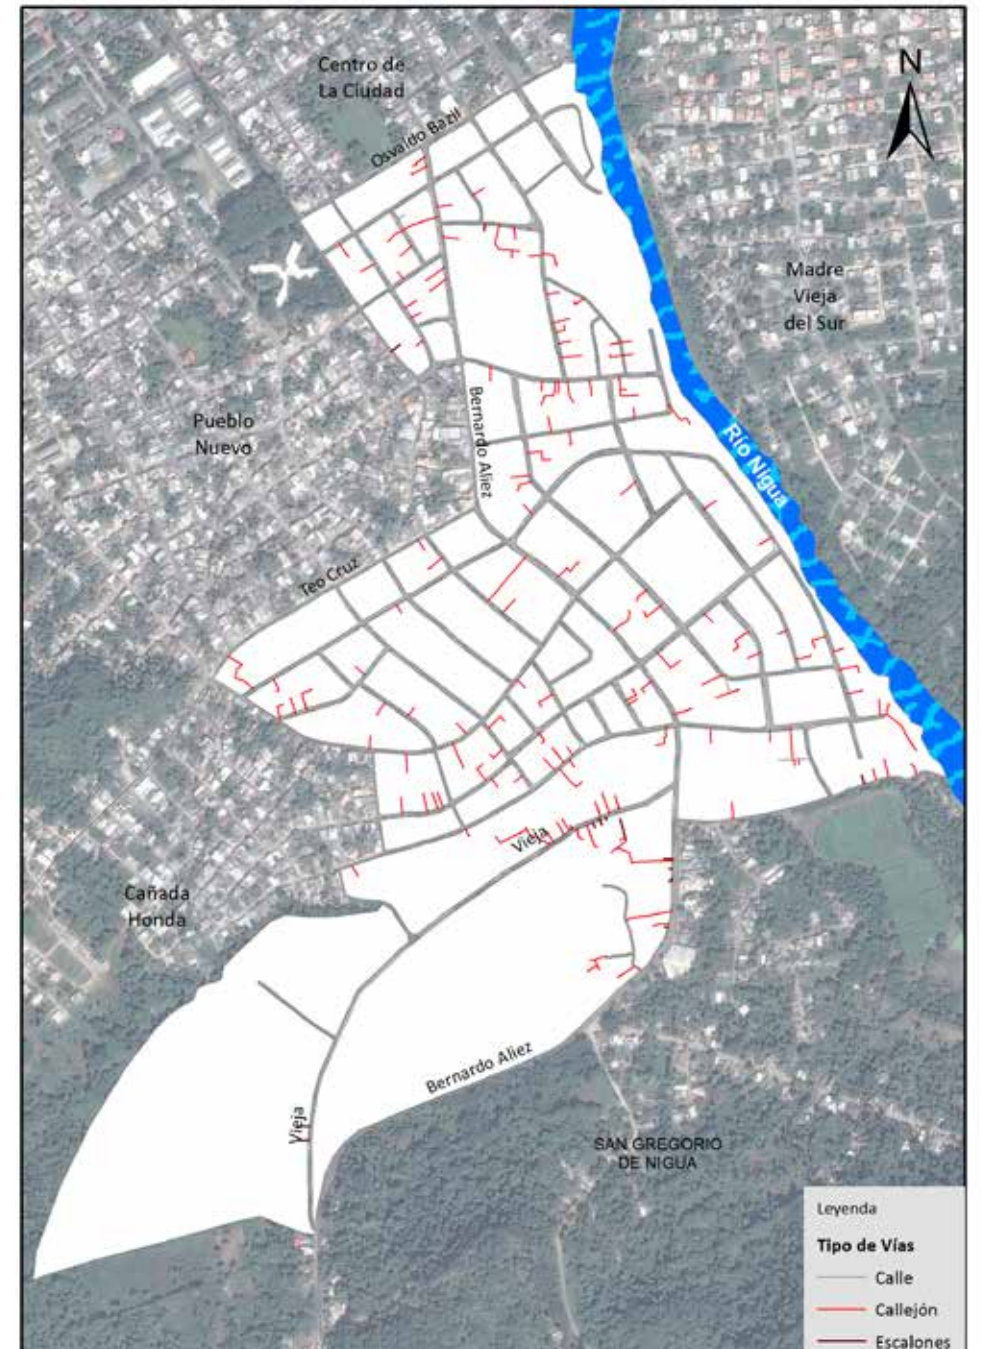 Centro de
La Ciudad
N
Osvaldo Bazil
Madre
Vieja
del Sur
Bernardo Aliez
Pueblo
Nuevo
Río Nigua
Teo Cruz
Vieja
Cañada
Honda
Bernardo Aliez
Vieja
SAN GREGORIO
DE NIGUA
Leyenda
Tipo de Vías
Calle
Callejón
Escalones